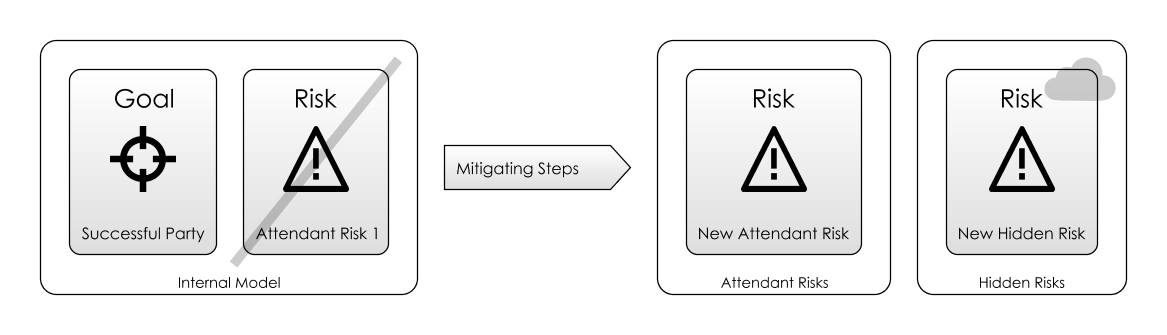 Goal
Successful Party
Risk
Attendant Risk 1
Internal Model
Mitigating Steps
Risk
New Attendant Risk
Attendant Risks
Risk
New Hidden Risk
Hidden Risks